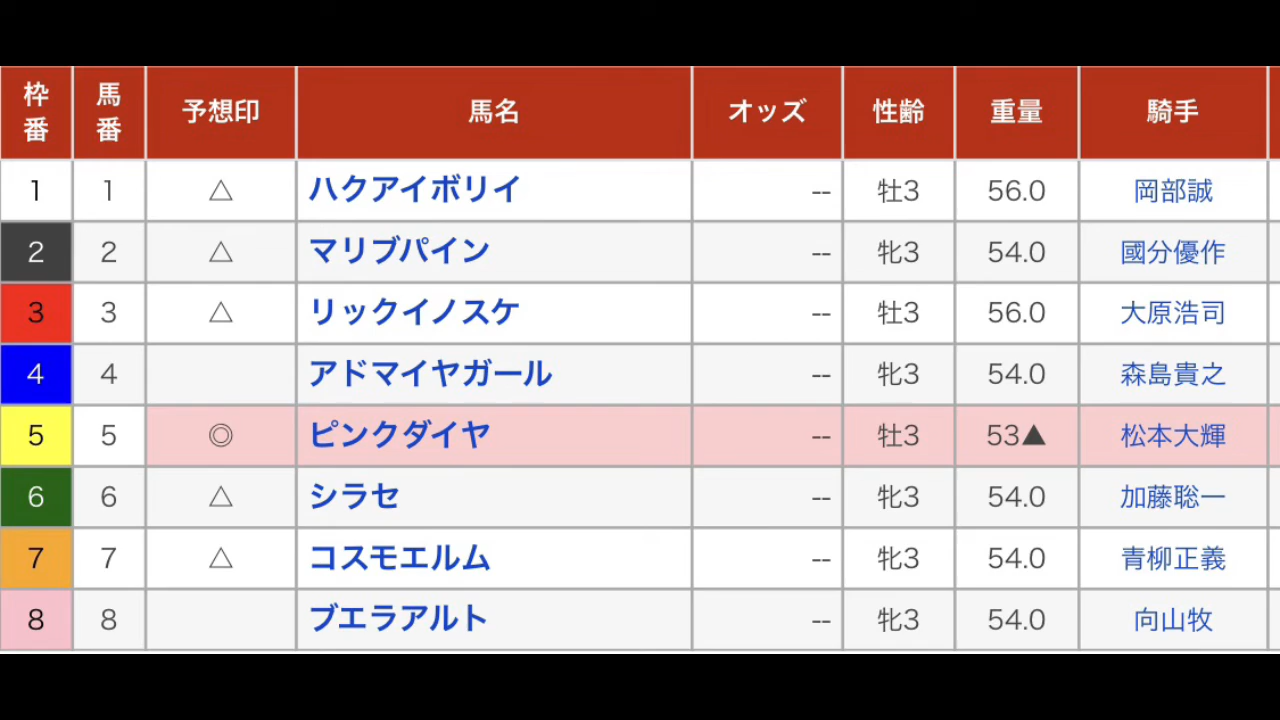 枠番 馬番 予想印 馬名 オッズ 性齢 重量 騎手
1 1 △ ハクアイボリイ -- 牡3 56.0 岡部誠
2 2 △ マリブパイン -- 牝3 54.0 國分優作
3 3 △ リックイノスケ -- 牡3 56.0 大原浩司
4 4 アドマイヤガール -- 牝3 54.0 森島貴之
5 5 ◎ ピンクダイヤ -- 牡3 53▲ 松本大輝
6 6 △ シラセ -- 牝3 54.0 加藤聡一
7 7 △ コスモエルム -- 牝3 54.0 青柳正義
8 8 ブエラアルト -- 牝3 54.0 向山牧